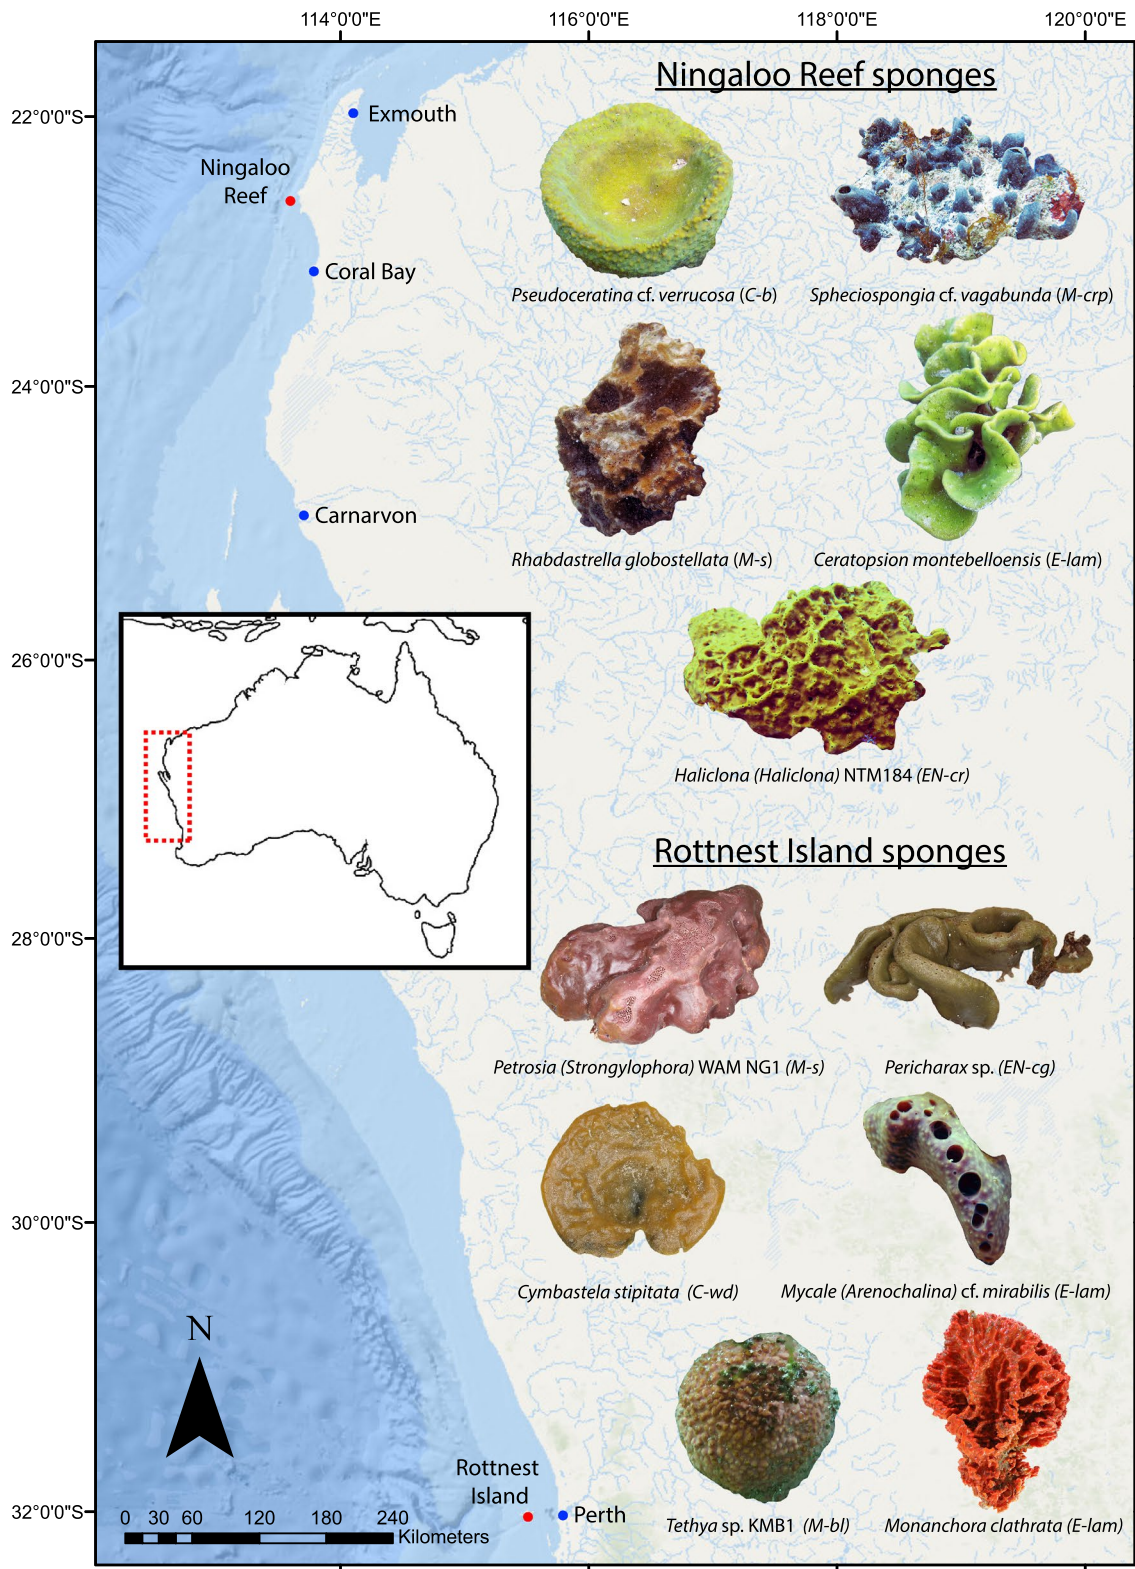 114°0'0"E 116°0'0"E 118°0'0"E 120°0'0"E
Ningaloo Reef sponges
22°0'0"S
Exmouth
Ningaloo
Reef
Coral Bay
Pseudoceratina cf. verrucosa (C-b) Spheciospongia cf. vagabunda (M-crp)
24°0'0"S
Carnarvon
Rhabdastrella globostellata (M-s) Ceratopsion montebelloensis (E-lam)
26°0'0"S
Haliclona (Haliclona) NTM184 (EN-cr)
Rottnest Island sponges
28°0'0"S
Petrosia (Strongylophora) WAM NG1 (M-s) Pericharax sp. (EN-cg)
30°0'0"S
Cymbastela stipitata (C-wd) Mycale (Arenochalina) cf. mirabilis (E-lam)
N
Rottnest
Island
32°0'0"S
0 30 60 120 180 240
Kilometers
Perth
Tethya sp. KMB1 (M-bl) Monanchora clathrata (E-lam)